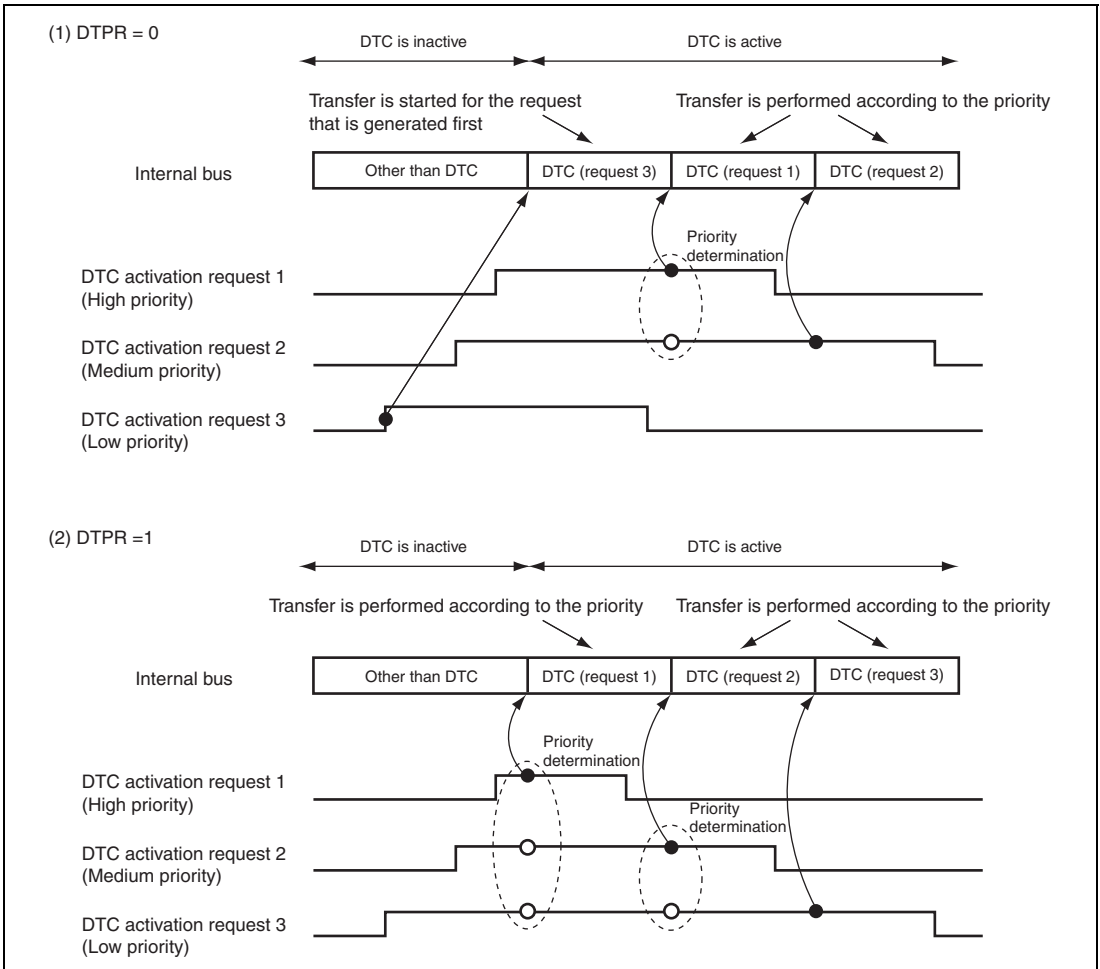 (1) DTPR = 0
DTC is inactive
DTC is active
Transfer is started for the request
that is generated first
Transfer is performed according to the priority
Internal bus
Other than DTC
DTC (request 3)
DTC (request 1)
DTC (request 2)
Priority
determination
DTC activation request 1
(High priority)
DTC activation request 2
(Medium priority)
DTC activation request 3
(Low priority)
(2) DTPR =1
DTC is inactive
DTC is active
Transfer is performed according to the priority
Transfer is performed according to the priority
Internal bus
Other than DTC
DTC (request 1)
DTC (request 2)
DTC (request 3)
Priority
determination
DTC activation request 1
(High priority)
Priority
determination
DTC activation request 2
(Medium priority)
DTC activation request 3
(Low priority)